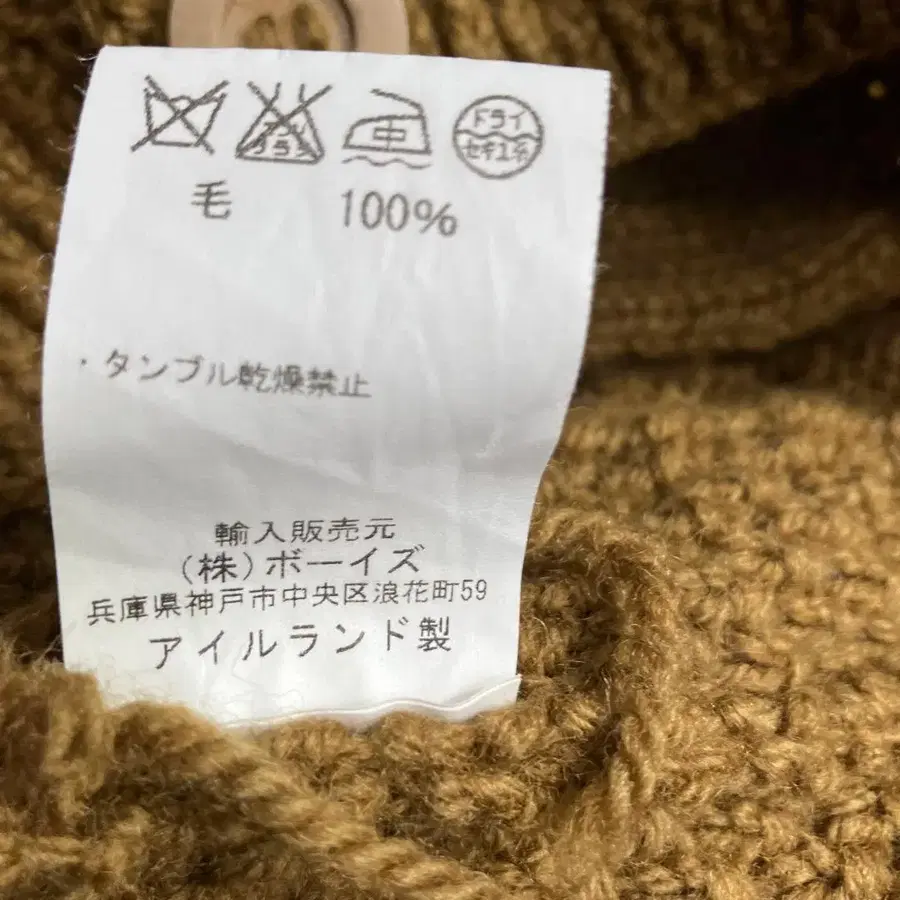 中 ドライ セキユ系
毛 100%
・タンブル乾燥禁止
輸入販売元
(株)ボーイズ
兵庫県神戸市中央区浪花町59
アイルランド製